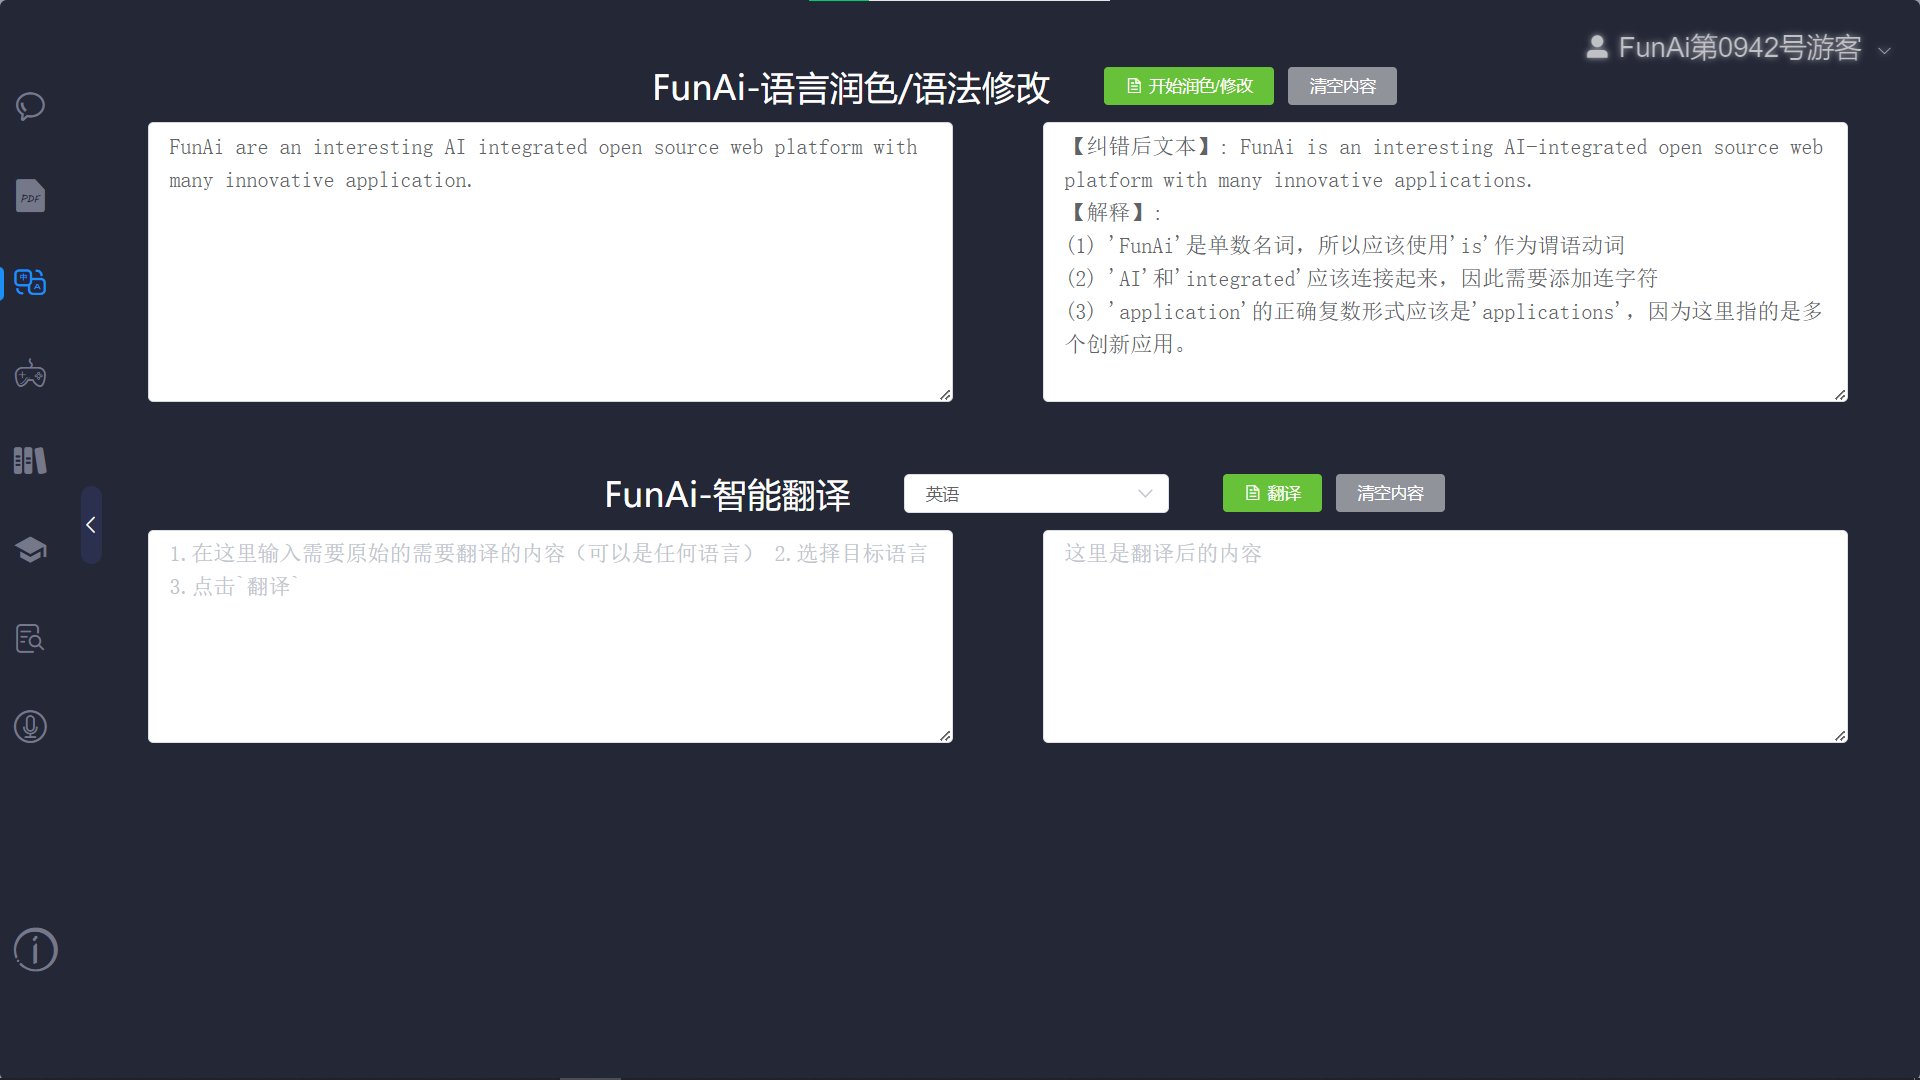 FunAi第0942号游客
FunAi-语言润色/语法修改
开始润色/修改
清空内容
FunAi are an interesting AI integrated open source web platform with
many innovative application.
【纠错后文本】: FunAi is an interesting AI-integrated open source web
platform with many innovative applications.
【解释】:
(1) 'FunAi'是单数名词，所以应该使用'is'作为谓语动词
(2) 'AI'和'integrated'应该连接起来，因此需要添加连字符
(3) 'application'的正确复数形式应该是'applications'，因为这里指的是多
个创新应用。
FunAi-智能翻译
英语
翻译
清空内容
1.在这里输入需要原始的需要翻译的内容（可以是任何语言） 2.选择目标语言
3.点击`翻译`
这里是翻译后的内容
PDF
中
A